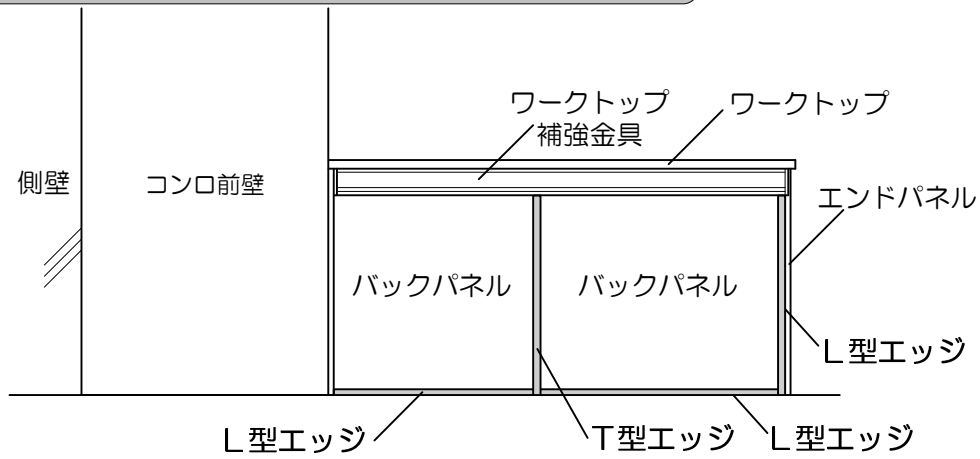 ワークトップ
補強金具
ワークトップ
側壁
コンロ前壁
エンドパネル
バックパネル
バックパネル
L型エッジ
L型エッジ
T型エッジ
L型エッジ